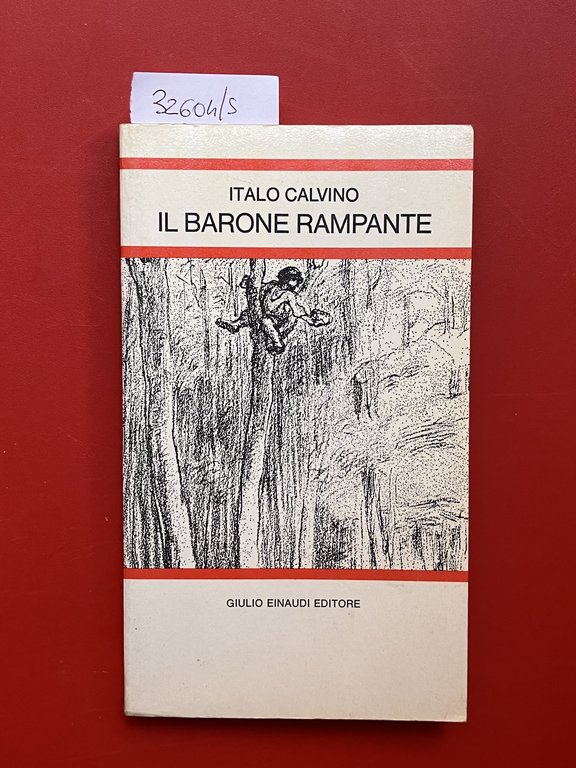 32604/s
ITALO CALVINO
IL BARONE RAMPANTE
GIULIO EINAUDI EDITORE